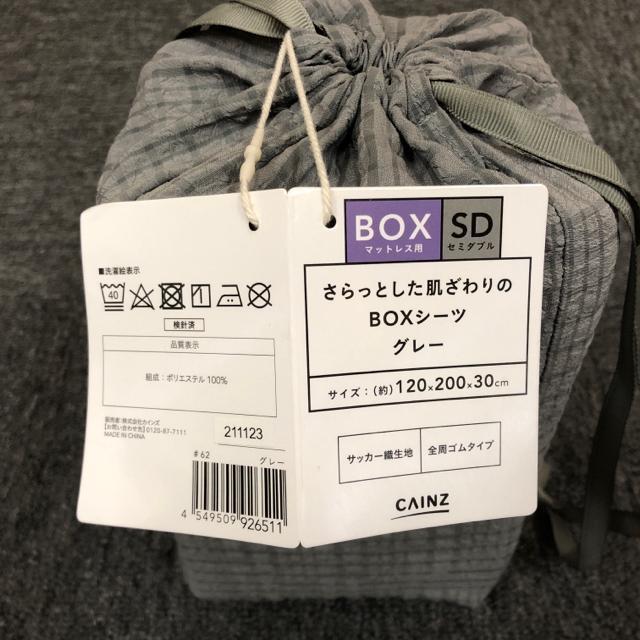 ■洗濯絵表示
40
検針済
品質表示
組成：ポリエステル 100%
販売者：株式会社カインズ
【お問い合わせ先】0120-87-7111
MADE IN CHINA
211123
#62 グレー
4 549509 926511
BOX
マットレス用
SD
セミダブル
さらっとした肌ざわりの
BOXシーツ
グレー
サイズ：(約) 120×200×30cm
サッカー織生地
全周ゴムタイプ
CAINZ